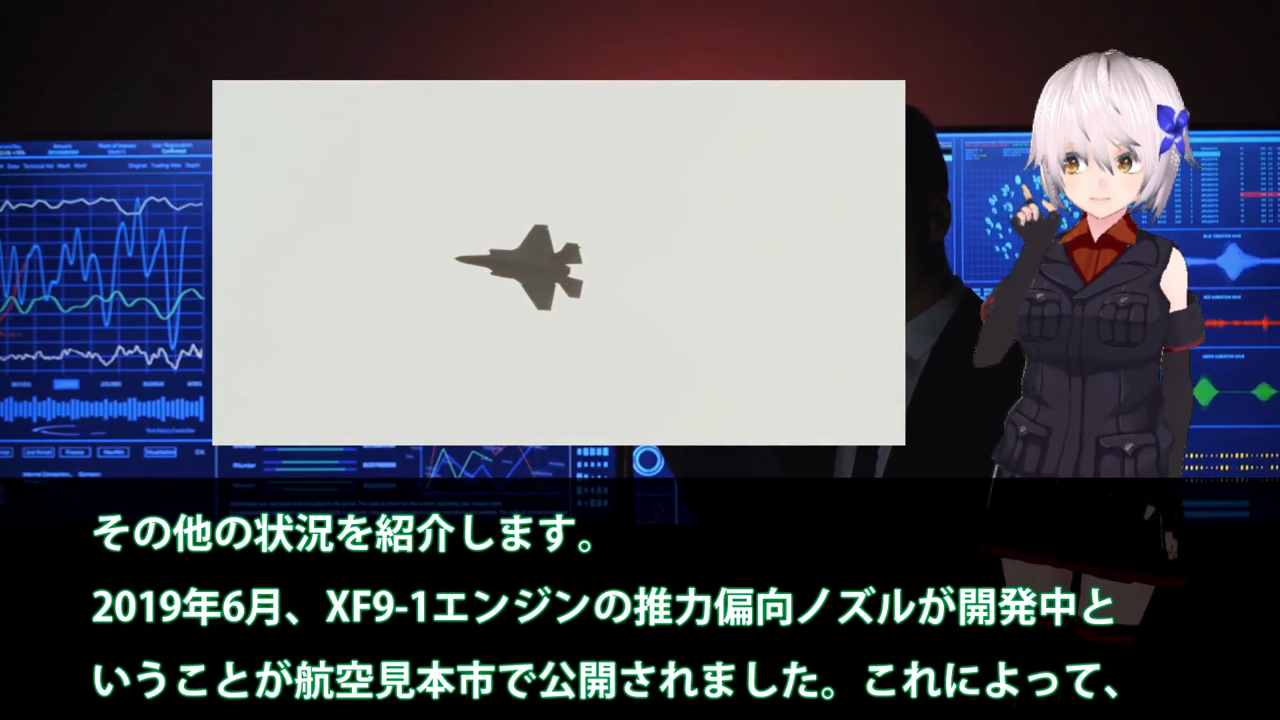 その他の状況を紹介します。
2019年6月、XF9-1エンジンの推力偏向ノズルが開発中と
いうことが航空見本市で公開されました。これによって、